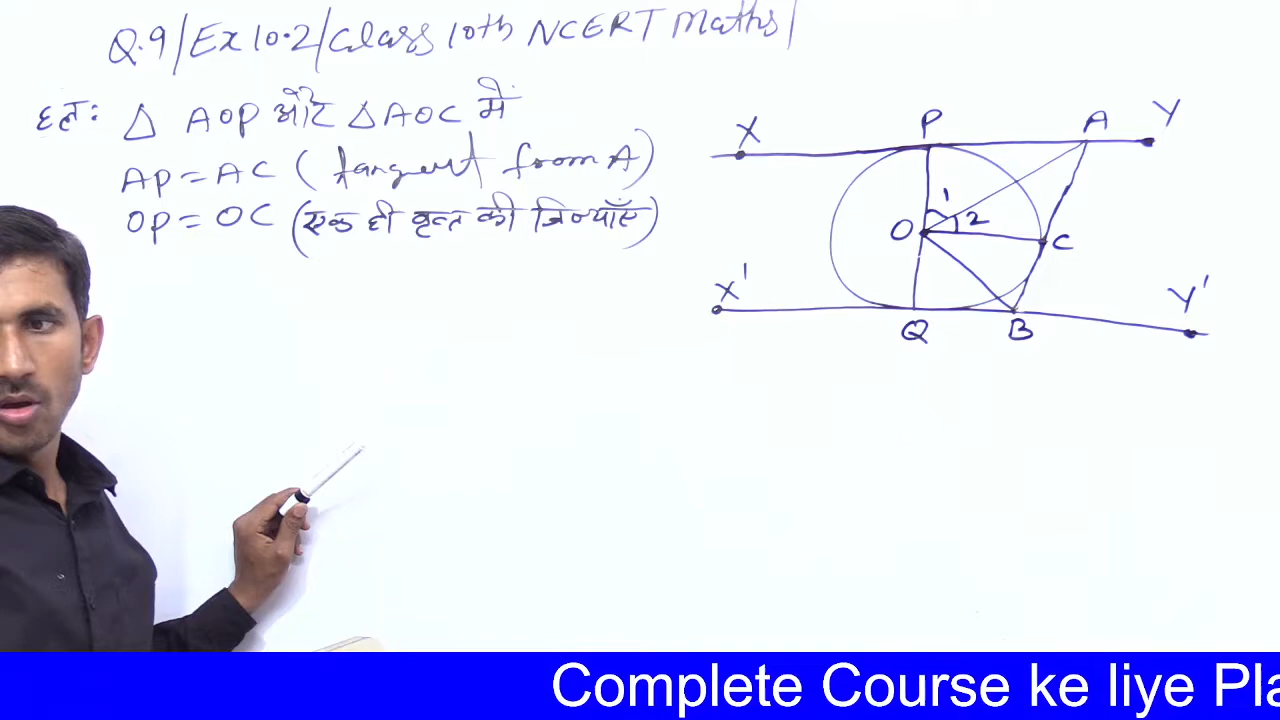 Q.9/Ex 10.2/Class 10th NCERT Maths/
हल: △ AOP और △AOC में
AP = AC (tangent from A)
OP = OC (एक ही वृत्त की त्रिज्याएँ)
X P A Y
1
O 2 C
X' Y'
Q B
Complete Course ke liye Pla